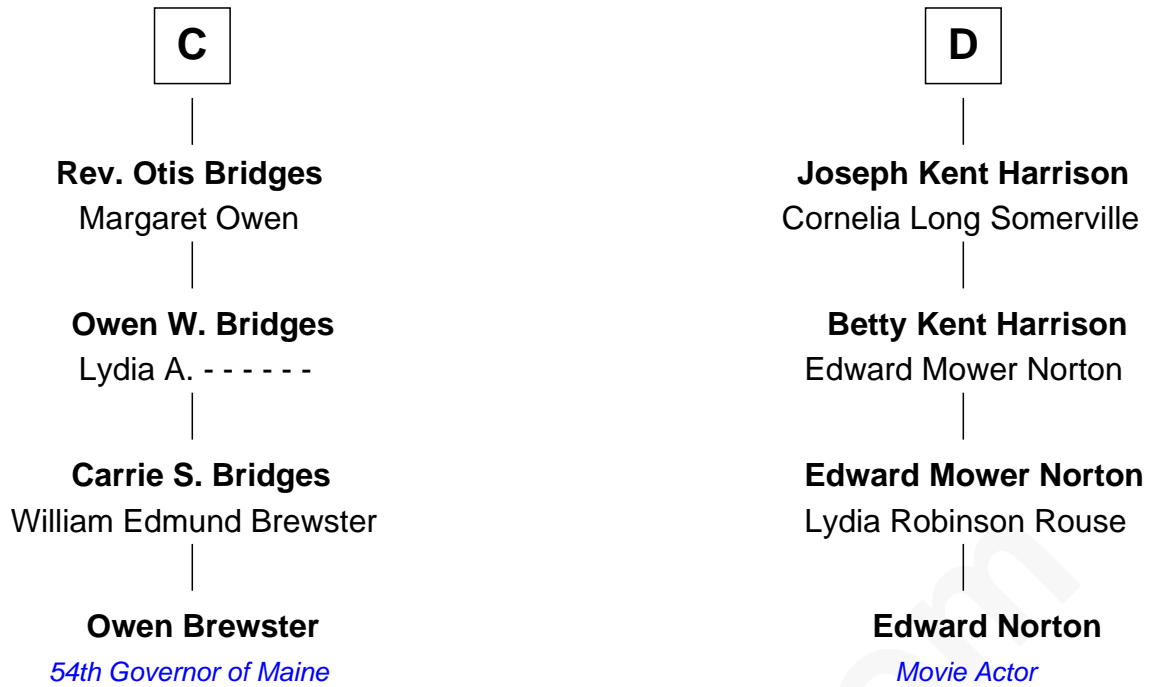 C
Rev. Otis Bridges
Margaret Owen
Owen W. Bridges
Lydia A. - - - - - -
Carrie S. Bridges
William Edmund Brewster
Owen Brewster
54th Governor of Maine
D
Joseph Kent Harrison
Cornelia Long Somerville
Betty Kent Harrison
Edward Mower Norton
Edward Mower Norton
Lydia Robinson Rouse
Edward Norton
Movie Actor